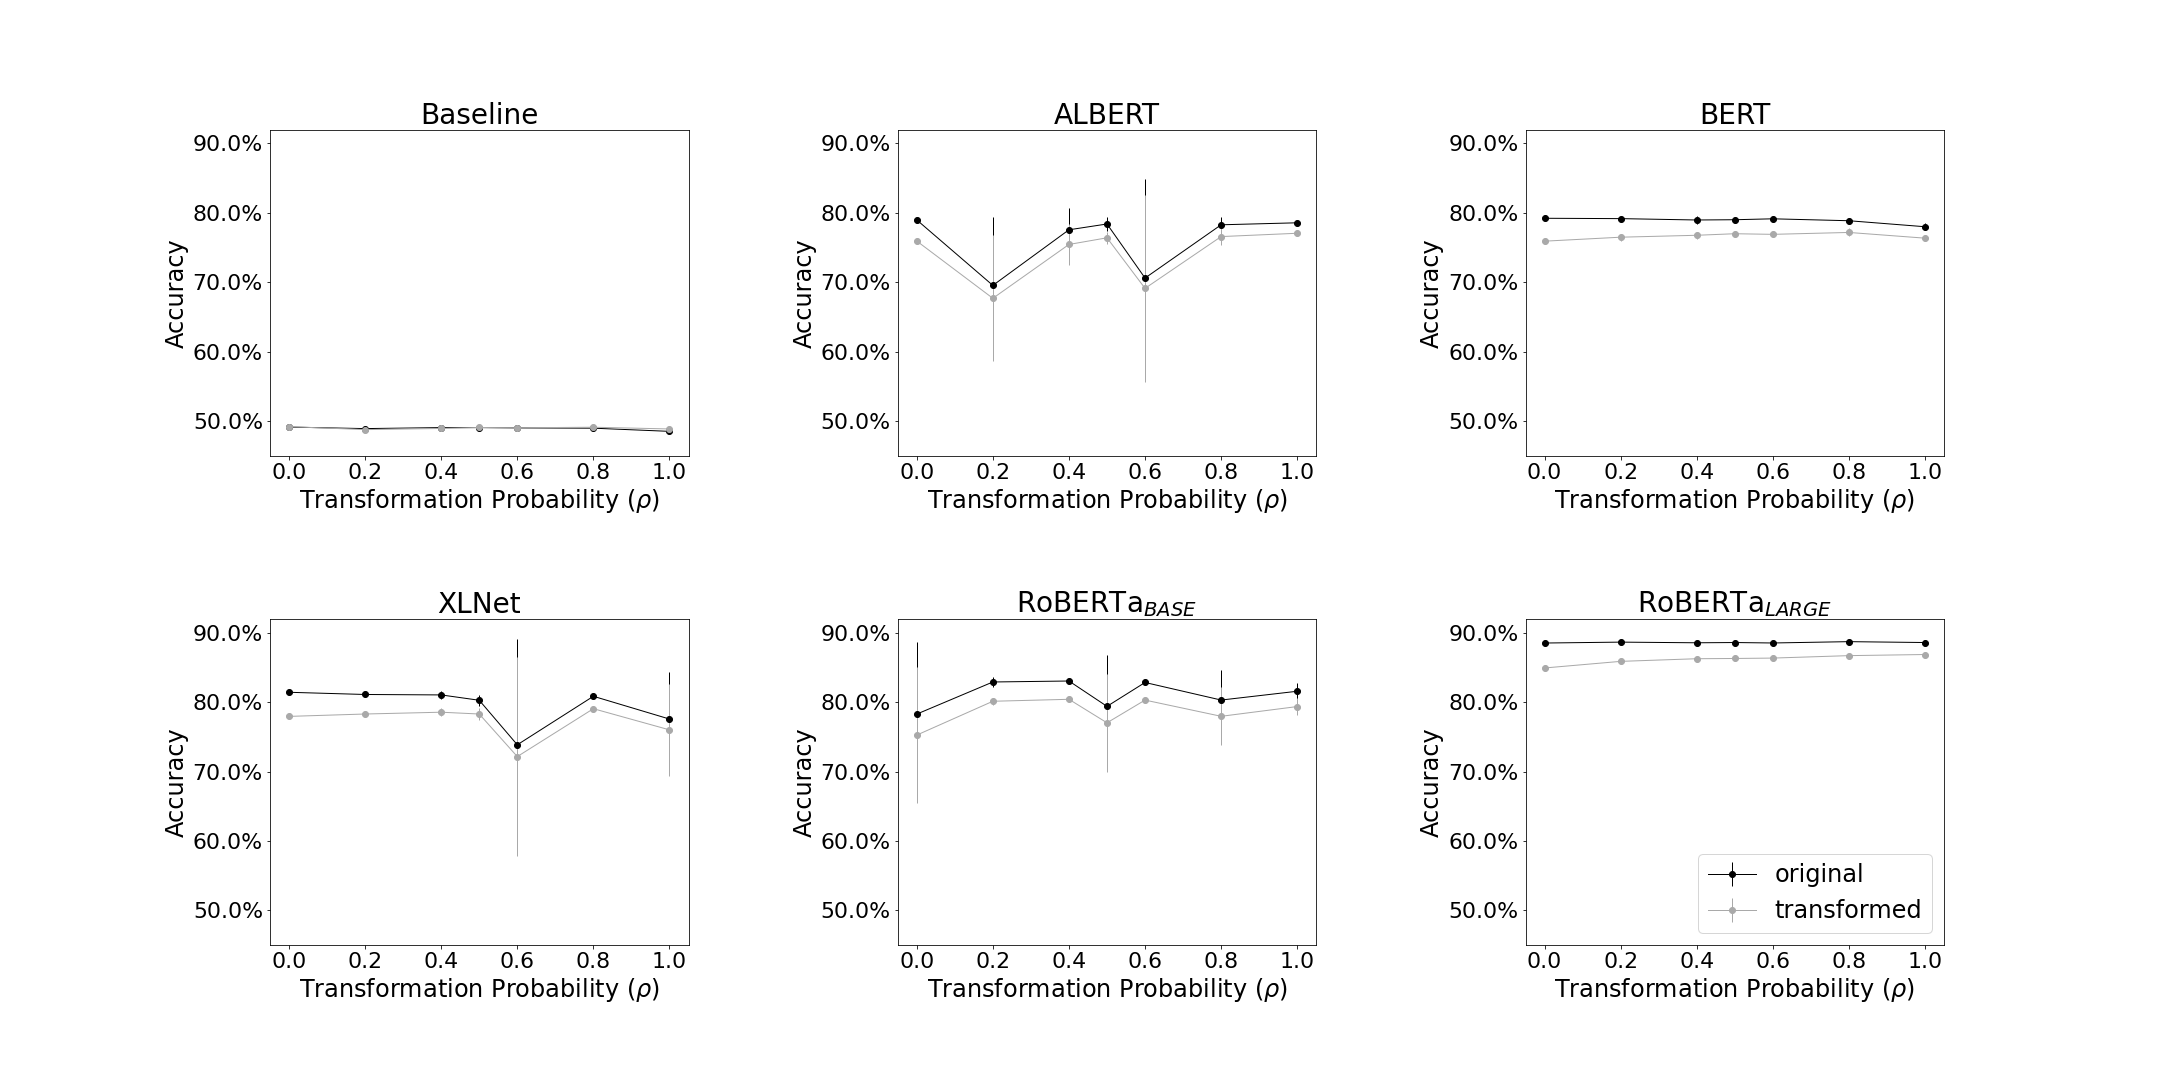 Baseline
90.0%
80.0%
70.0%
60.0%
50.0%
Accuracy
0.0 0.2 0.4 0.6 0.8 1.0
Transformation Probability (ρ)
ALBERT
90.0%
80.0%
70.0%
60.0%
50.0%
Accuracy
0.0 0.2 0.4 0.6 0.8 1.0
Transformation Probability (ρ)
BERT
90.0%
80.0%
70.0%
60.0%
50.0%
Accuracy
0.0 0.2 0.4 0.6 0.8 1.0
Transformation Probability (ρ)
XLNet
90.0%
80.0%
70.0%
60.0%
50.0%
Accuracy
0.0 0.2 0.4 0.6 0.8 1.0
Transformation Probability (ρ)
RoBERTaBASE
90.0%
80.0%
70.0%
60.0%
50.0%
Accuracy
0.0 0.2 0.4 0.6 0.8 1.0
Transformation Probability (ρ)
RoBERTaLARGE
90.0%
80.0%
70.0%
60.0%
50.0%
Accuracy
original
transformed
0.0 0.2 0.4 0.6 0.8 1.0
Transformation Probability (ρ)